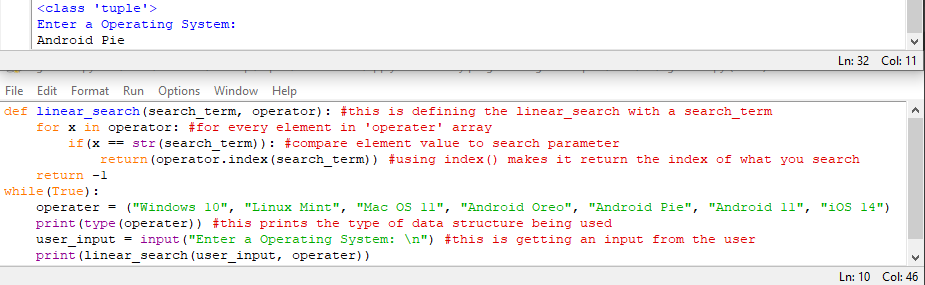 <class 'tuple'>
Enter a Operating System:
Android Pie
Ln: 32 Col: 11
File Edit Format Run Options Window Help
def linear_search(search_term, operator): #this is defining the linear_search with a search_term
    for x in operator: #for every element in 'operater' array
        if(x == str(search_term)): #compare element value to search parameter
            return(operator.index(search_term)) #using index() makes it return the index of what you search
    return -1
while(True):
    operater = ("Windows 10", "Linux Mint", "Mac OS 11", "Android Oreo", "Android Pie", "Android 11", "iOS 14")
    print(type(operater)) #this prints the type of data structure being used
    user_input = input("Enter a Operating System: \n") #this is getting an input from the user
    print(linear_search(user_input, operater))
Ln: 10 Col: 46